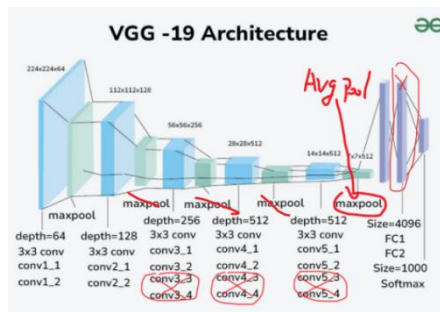 VGG -19 Architecture
224x224x64
112x112x128
56x56x256
28x28x512
14x14x512
7x7x512
Avg Pool
maxpool
maxpool
maxpool
maxpool
maxpool
depth=64
3x3 conv
conv1_1
conv1_2
depth=128
3x3 conv
conv2_1
conv2_2
depth=256
3x3 conv
conv3_1
conv3_2
conv3_3
conv3_4
depth=512
3x3 conv
conv4_1
conv4_2
conv4_3
conv4_4
depth=512
3x3 conv
conv5_1
conv5_2
conv5_3
conv5_4
Size=4096
FC1
FC2
Size=1000
Softmax